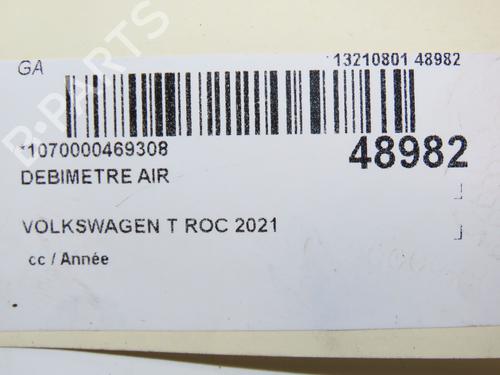 GA
13210801 48982
*1070000469308
48982
DEBIMETRE AIR
VOLKSWAGEN T ROC 2021
cc / Année
B-PARTS